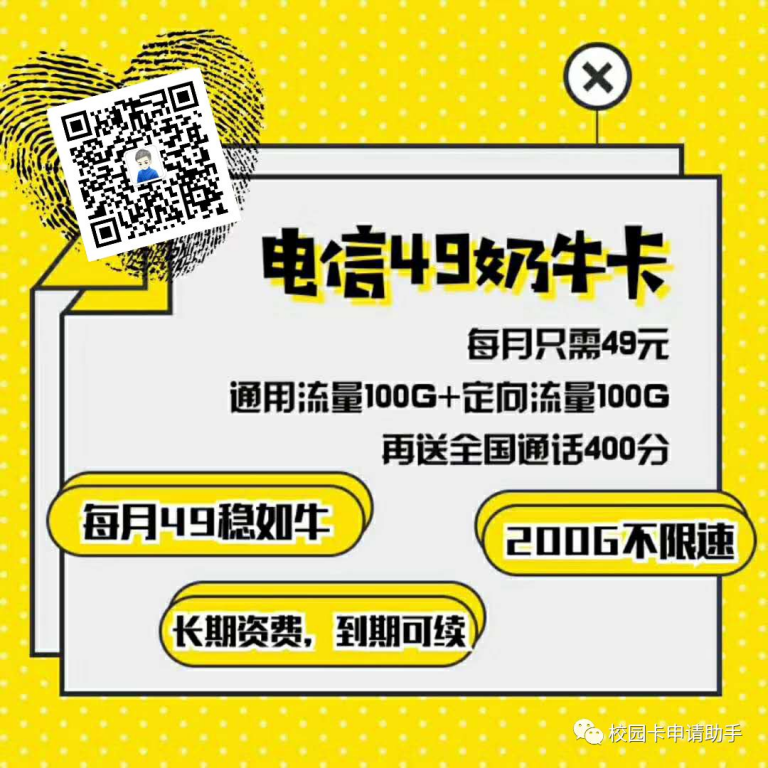 电信49奶牛卡
每月只需49元
通用流量100G+定向流量100G
再送全国通话400分
每月49稳如牛
200G不限速
长期资费，到期可续
校园卡申请助手